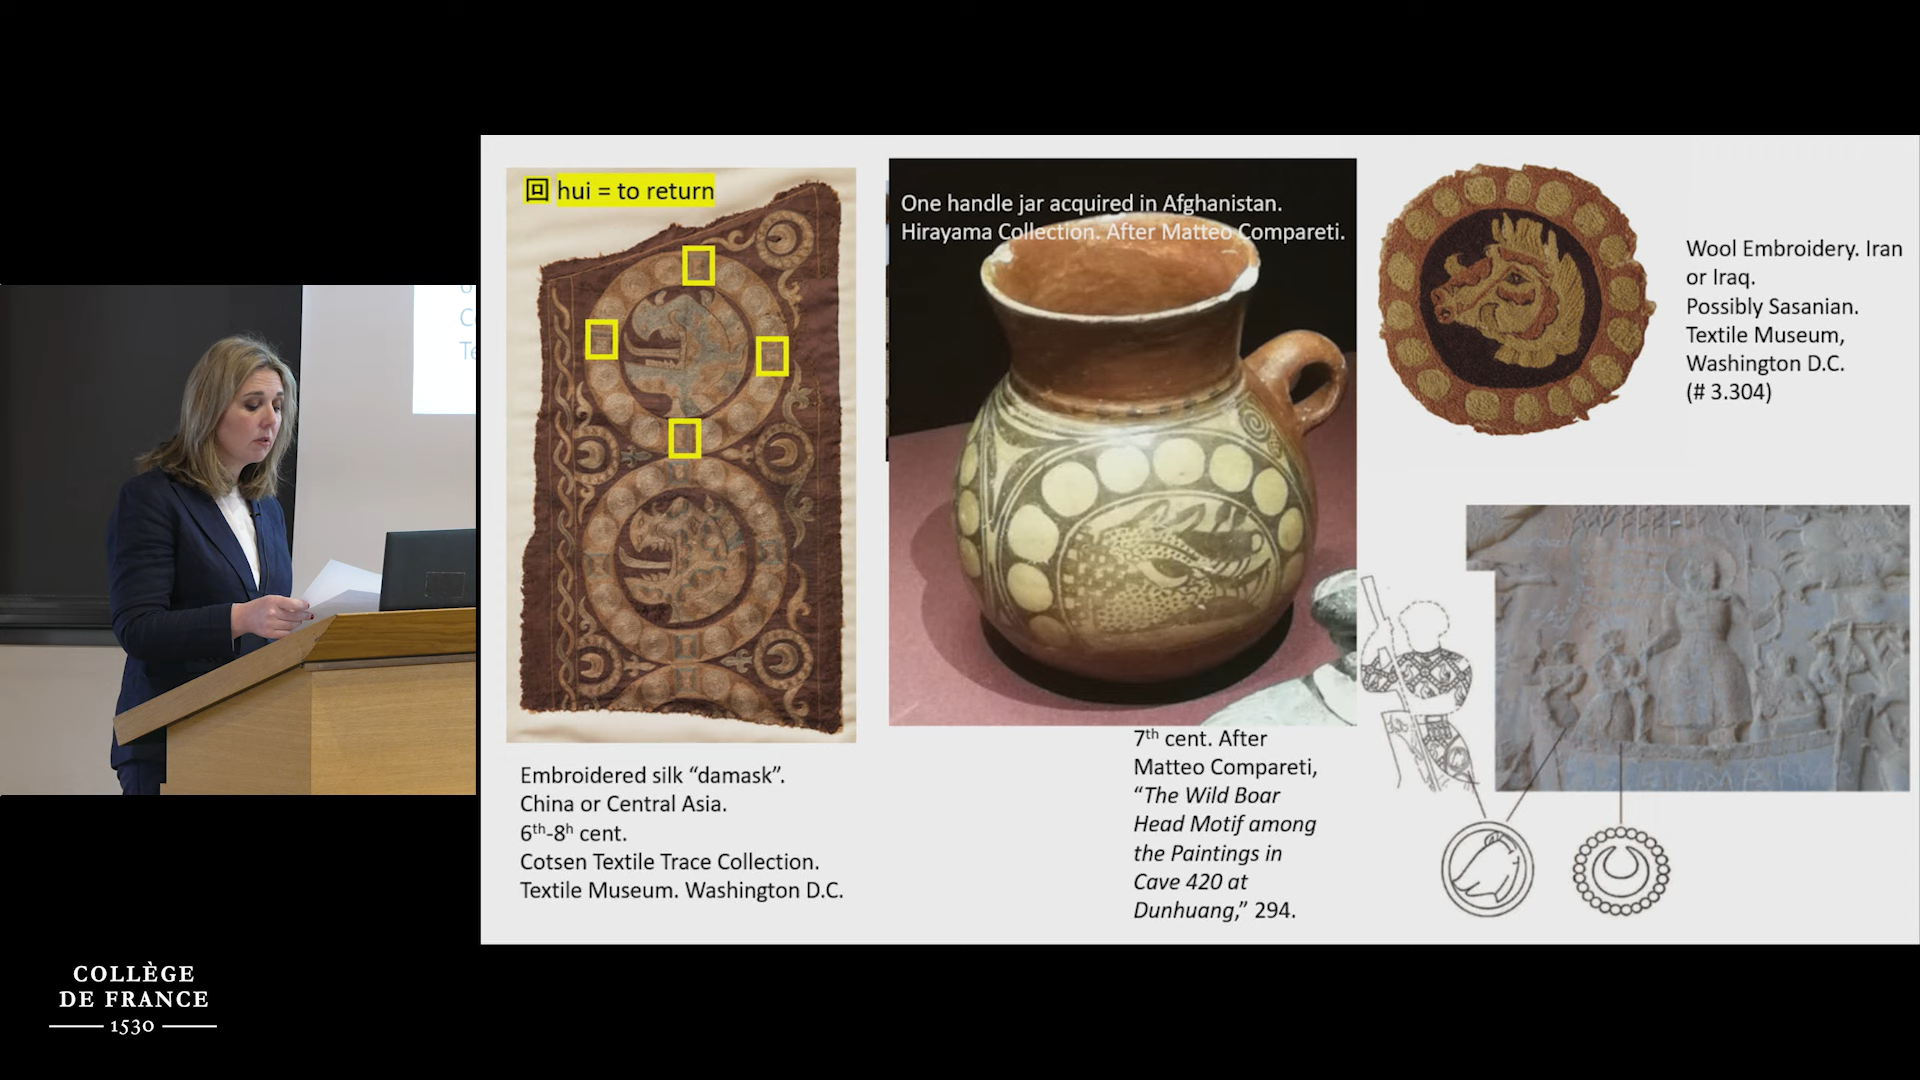 回 hui = to return
One handle jar acquired in Afghanistan.
Hirayama Collection. After Matteo Compareti.
Wool Embroidery. Iran
or Iraq.
Possibly Sasanian.
Textile Museum,
Washington D.C.
(# 3.304)
Embroidered silk “damask”.
China or Central Asia.
6th-8h cent.
Cotsen Textile Trace Collection.
Textile Museum. Washington D.C.
7th cent. After
Matteo Compareti,
“The Wild Boar
Head Motif among
the Paintings in
Cave 420 at
Dunhuang,” 294.
COLLÈGE
DE FRANCE
1530